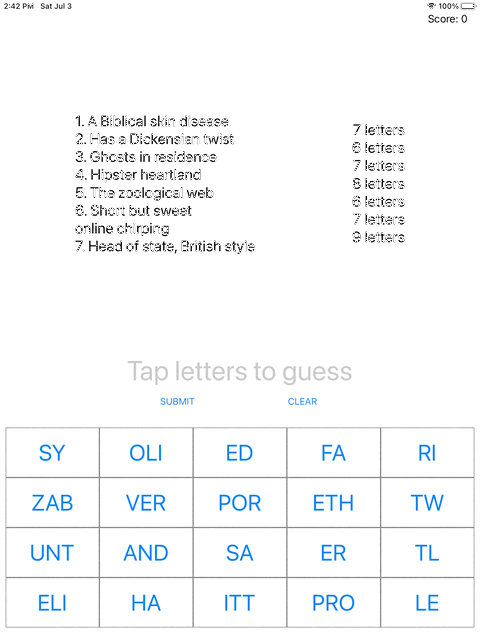 2:42 PM Sat Jul 3 100%
Score: 0
1. A Biblical skin disease 7 letters
2. Has a Dickensian twist 6 letters
3. Ghosts in residence 7 letters
4. Hipster heartland 8 letters
5. The zoological web 6 letters
6. Short but sweet
online chirping 7 letters
7. Head of state, British style 9 letters
Tap letters to guess
SUBMIT CLEAR
SY OLI ED FA RI
ZAB VER POR ETH TW
UNT AND SA ER TL
ELI HA ITT PRO LE